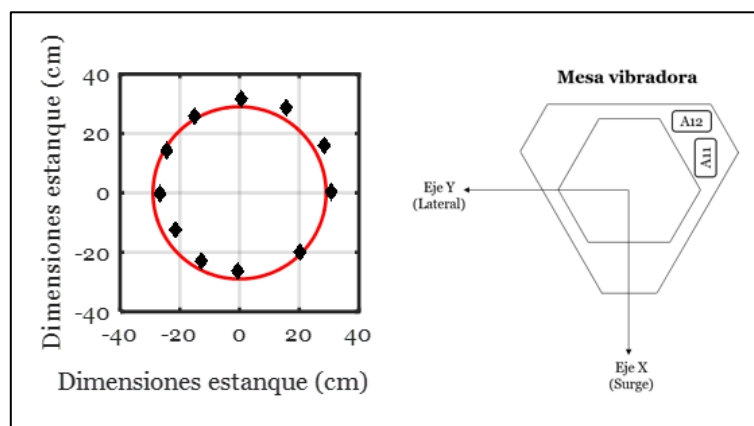 Dimensiones estanque (cm)
40
20
0
-20
-40
-40
-20
0
20
40
Dimensiones estanque (cm)
Mesa vibradora
A12
A11
Eje Y
(Lateral)
Eje X
(Surge)